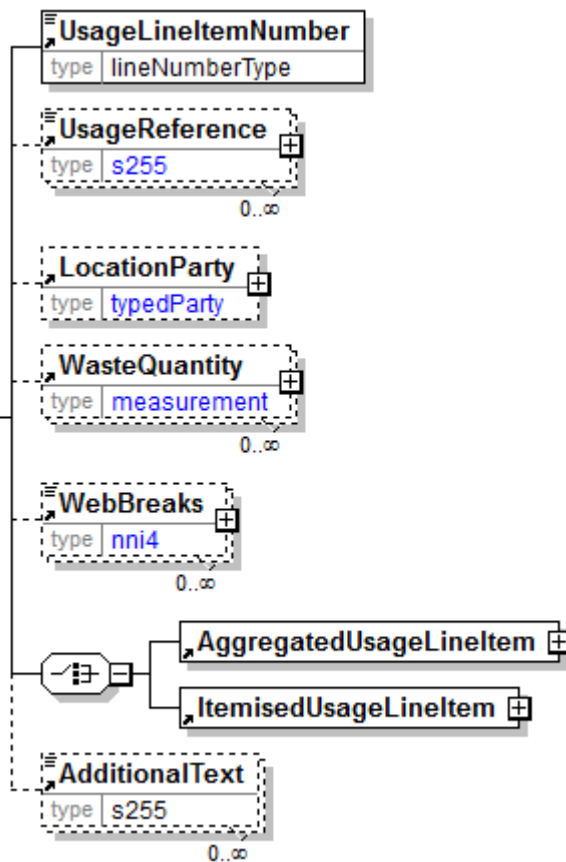 UsageLineItemNumber
type lineNumberType
UsageReference
type s255
0..∞
LocationParty
type typedParty
WasteQuantity
type measurement
0..∞
WebBreaks
type nni4
0..∞
AggregatedUsageLineItem
ItemisedUsageLineItem
AdditionalText
type s255
0..∞